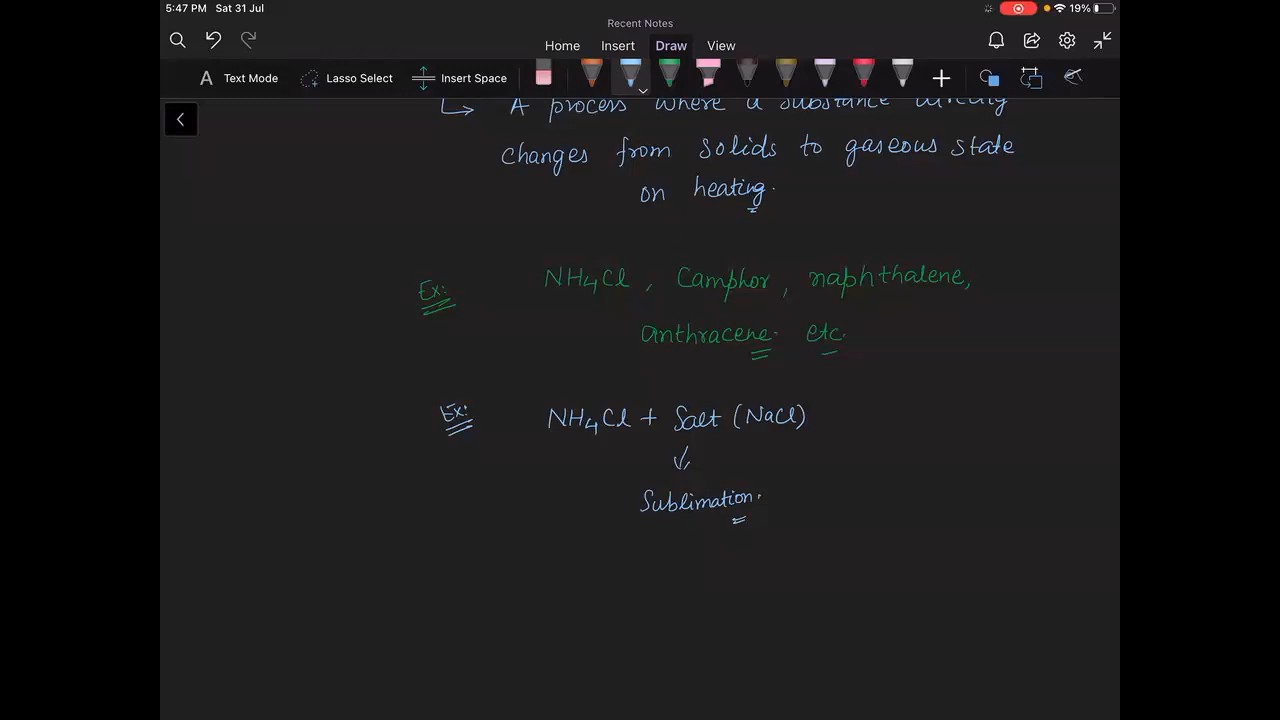 5:47 PM Sat 31 Jul
19%
Recent Notes
Home Insert Draw View
Text Mode Lasso Select Insert Space
A process where a substance directly
changes from solids to gaseous state
on heating.
Ex: NH4Cl, Camphor, naphthalene,
anthracene. etc.
Ex: NH4Cl + Salt (NaCl)
↓
Sublimation.